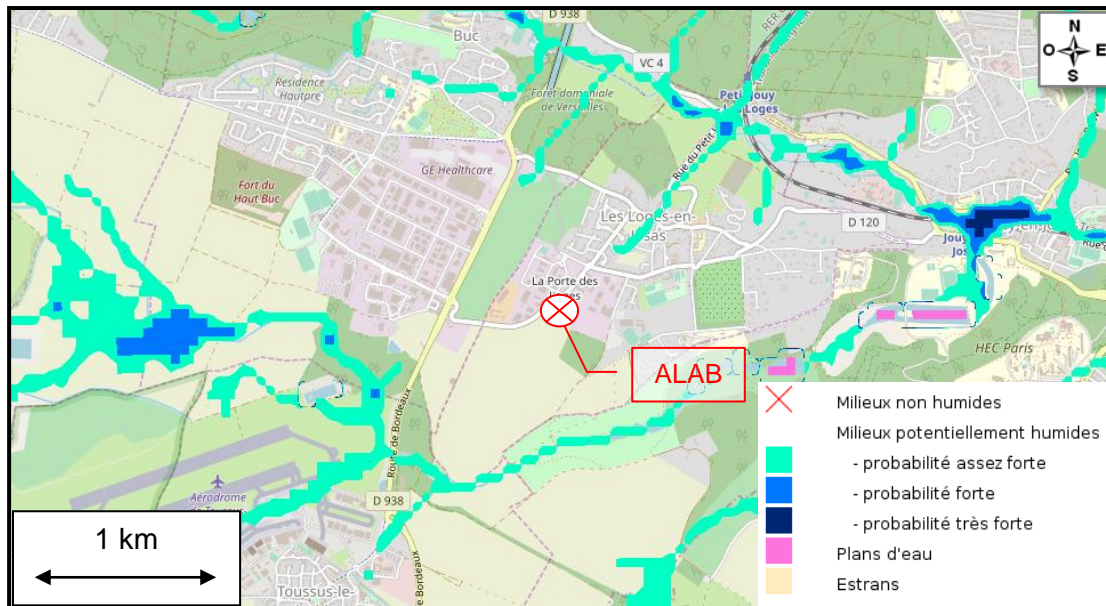 D 938
Buc
RER
N
O E
S
VC 4
Residence
Hautpré
Forêt domaniale
de Versailles
Petit Jouy
Les Loges
GE Healthcare
Rue du Petit
Fort du
Haut Buc
Les Loges-en-
Josas
D 120
Jouy
Jos
La Porte des
Loges
HEC Paris
ALAB
Route de Bordeaux
Aérodrome
de Toussus
D 938
Route de Bordeaux
1 km
Toussus-le-
Milieux non humides
Milieux potentiellement humides
- probabilité assez forte
- probabilité forte
- probabilité très forte
Plans d'eau
Estrans